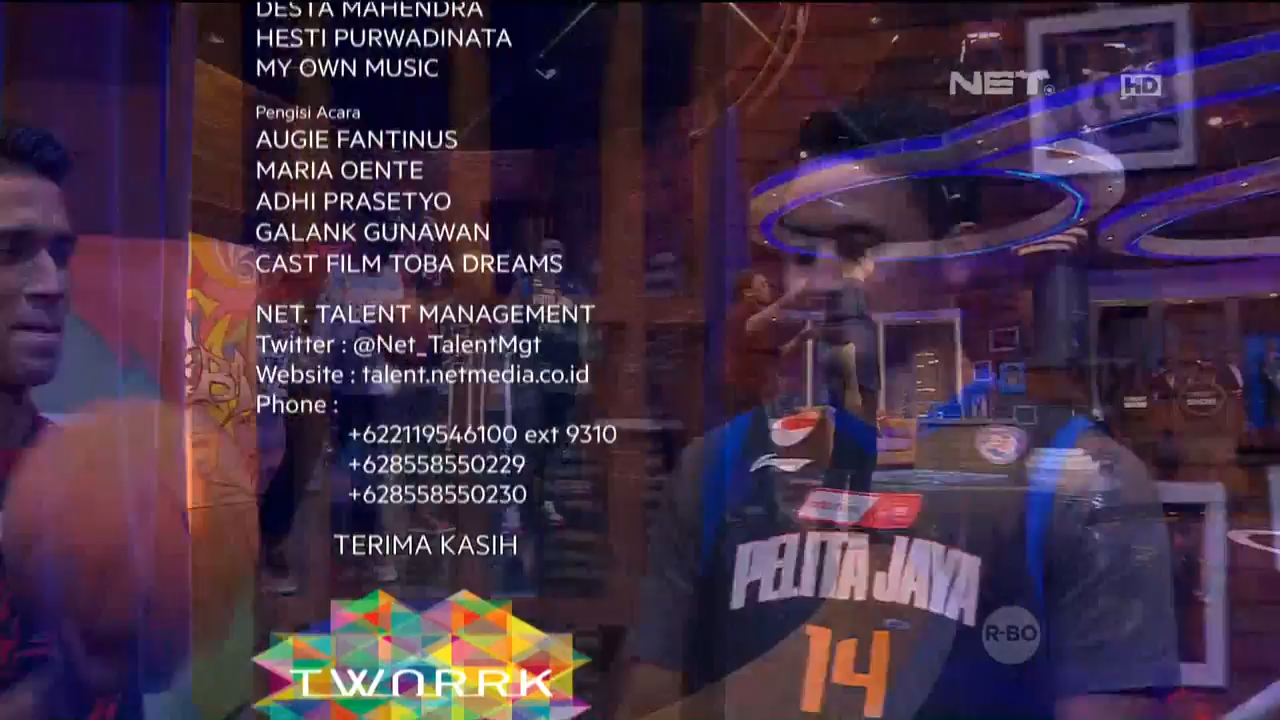 DESTA MAHENDRA
HESTI PURWADINATA
MY OWN MUSIC
NET.
HD
Pengisi Acara
AUGIE FANTINUS
MARIA OENTE
ADHI PRASETYO
GALANK GUNAWAN
CAST FILM TOBA DREAMS
NET. TALENT MANAGEMENT
Twitter : @Net_TalentMgt
Website : talent.netmedia.co.id
Phone :
+622119546100 ext 9310
+628558550229
+628558550230
TERIMA KASIH
PELITA JAYA
14
R-BO
TWORRK